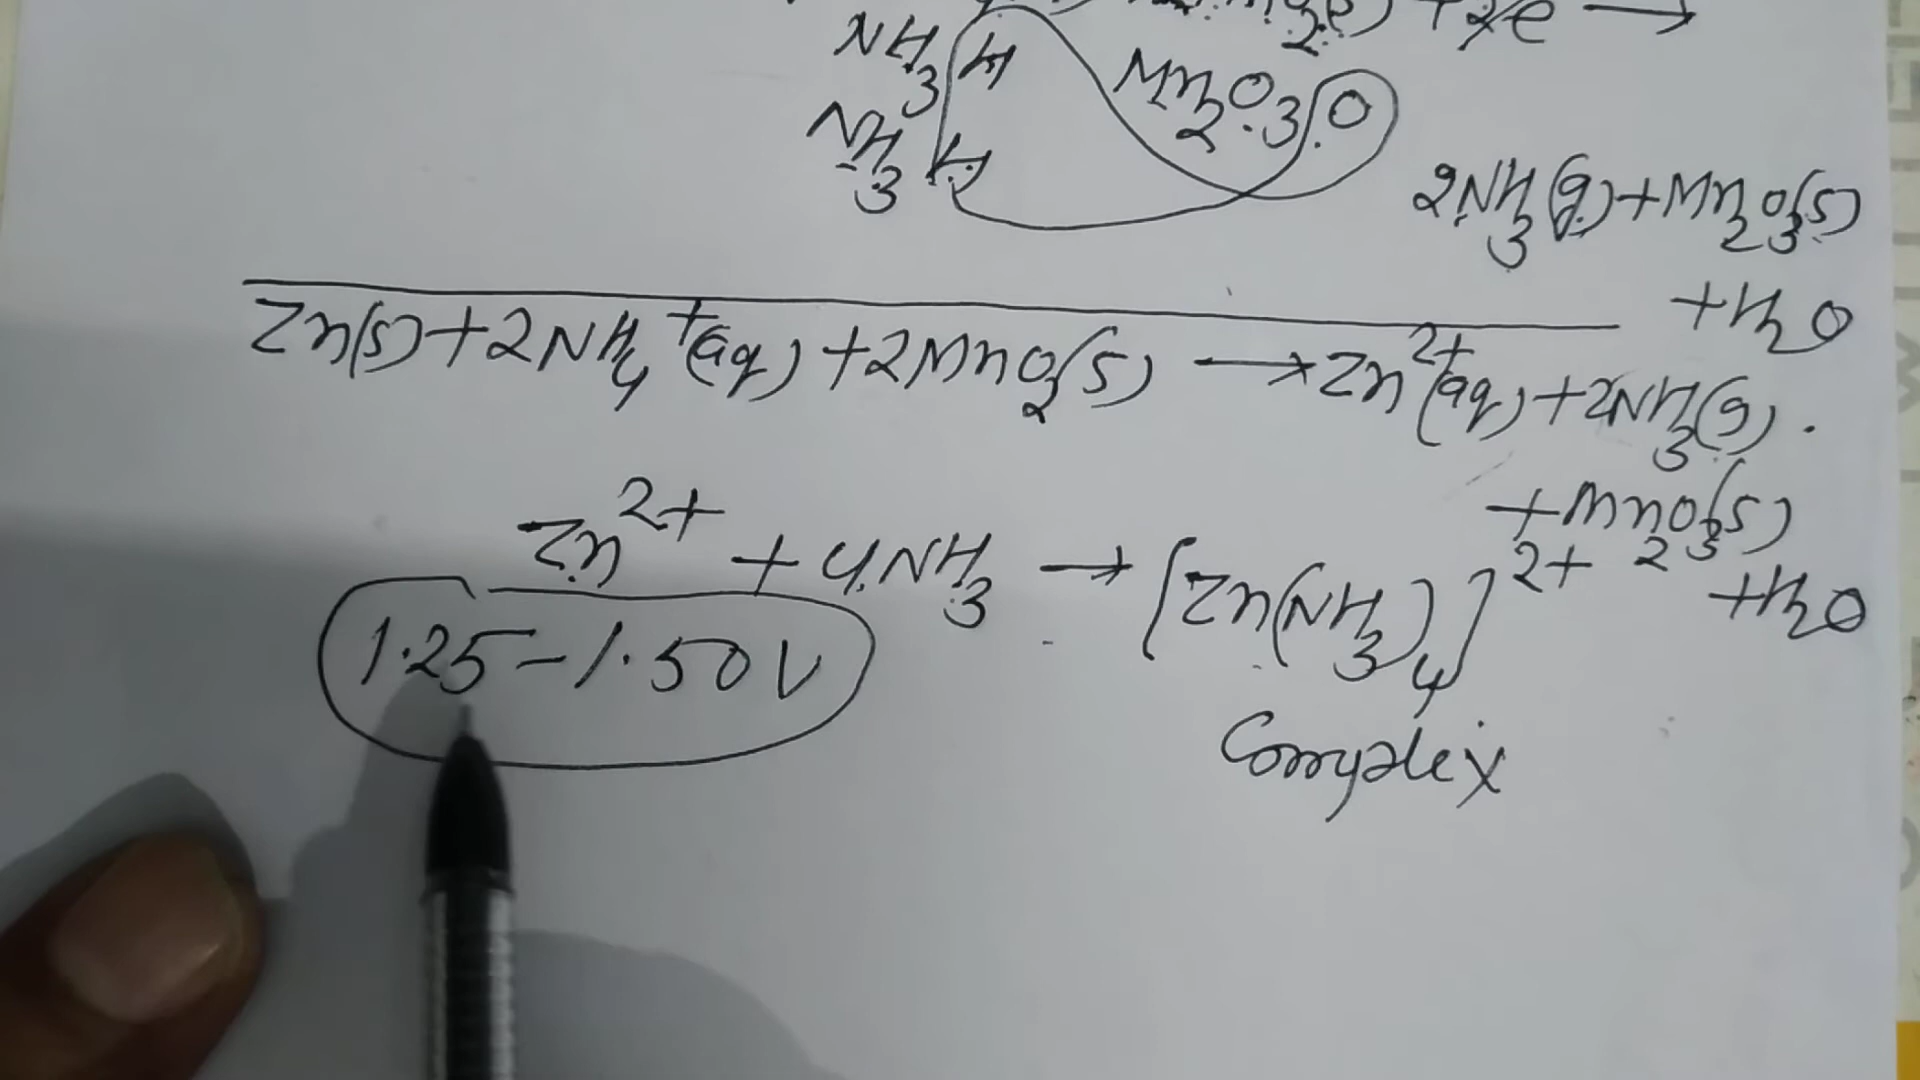 +2e →
NH₃ H Mn₂O₃ O
NH₃ H
2NH₃(g)+Mn₂O₃(s)
+H₂O
Zn(s)+2NH₄⁺(aq)+2MnO₂(s) → Zn²⁺(aq)+2NH₃(g).
+Mn₂O₃(s)
+H₂O
Zn²⁺ + 4NH₃ → [Zn(NH₃)₄]²⁺
1.25-1.50V
Complex